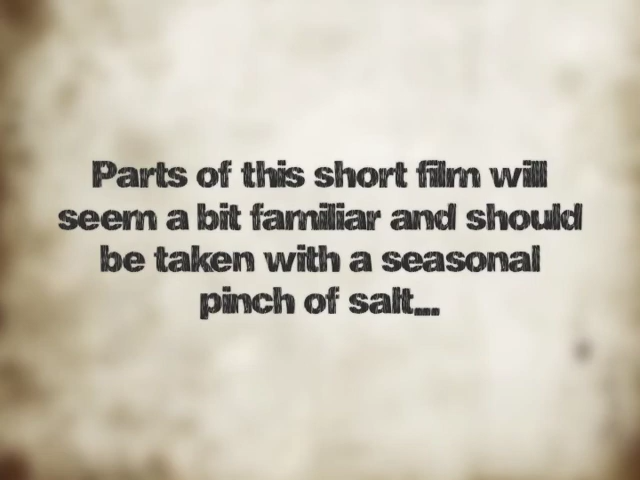 Parts of this short film will
seem a bit familiar and should
be taken with a seasonal
pinch of salt...